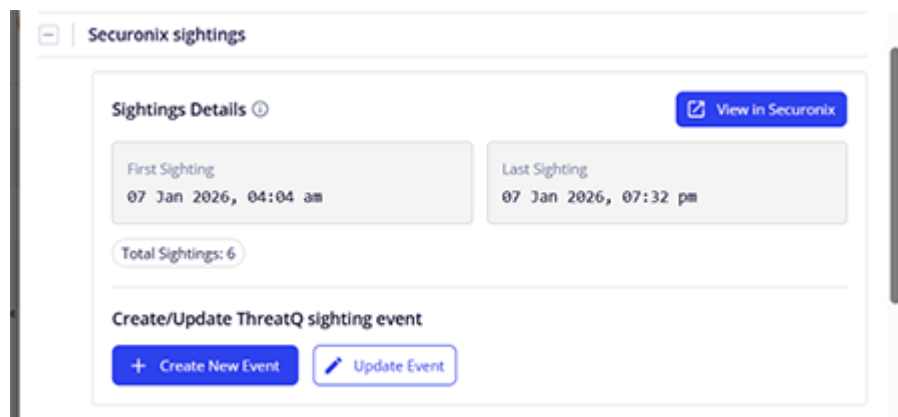 Securonix sightings
Sightings Details
View in Securonix
First Sighting
07 Jan 2026, 04:04 am
Last Sighting
07 Jan 2026, 07:32 pm
Total Sightings: 6
Create/Update ThreatQ sighting event
+ Create New Event
Update Event